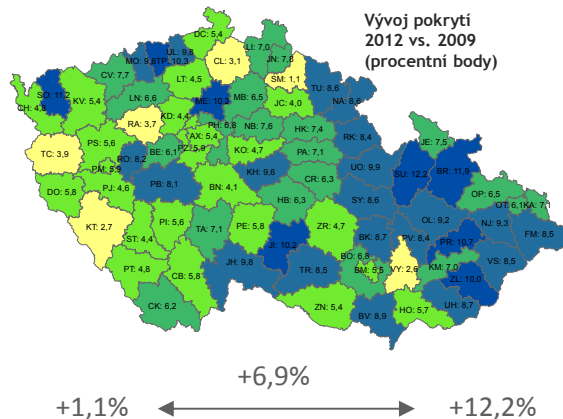 Vývoj pokrytí
2012 vs. 2009
(procentní body)
DC: 5,4
UL: 9,8
LI: 7,0
MO: 9,8
TP: 10,3
CL: 3,1
JN: 7,8
SM: 1,1
TU: 8,6
CV: 7,7
LT: 4,5
SO: 11,2
KV: 5,4
CH: 4,8
LN: 6,6
ME: 10,2
MB: 6,5
JC: 4,0
NA: 8,6
RA: 3,7
KD: 4,4
PH: 6,8
NB: 7,6
HK: 7,4
RK: 8,4
JE: 7,5
TC: 3,9
PS: 5,6
BE: 6,1
AX: 5,4
PZ: 5,9
KO: 4,7
PA: 7,1
RO: 8,2
PM: 5,9
KH: 9,6
CR: 6,3
UO: 9,9
SU: 12,2
BR: 11,9
DO: 5,8
PJ: 4,6
PB: 8,1
BN: 4,1
HB: 6,3
SY: 8,6
OP: 6,5
OT: 6,1
KA: 7,1
KT: 2,7
PI: 5,6
TA: 7,1
PE: 5,8
ZR: 4,7
OL: 9,2
NJ: 9,3
FM: 8,5
ST: 4,4
JI: 10,2
BK: 8,7
PV: 8,4
PR: 10,7
PT: 4,8
CB: 5,8
JH: 9,8
TR: 8,5
BO: 6,8
BM: 5,5
VY: 2,6
KM: 7,0
VS: 8,5
ZL: 10,0
CK: 6,2
ZN: 5,4
BV: 8,9
HO: 5,7
UH: 8,7
+6,9%
+1,1%
+12,2%